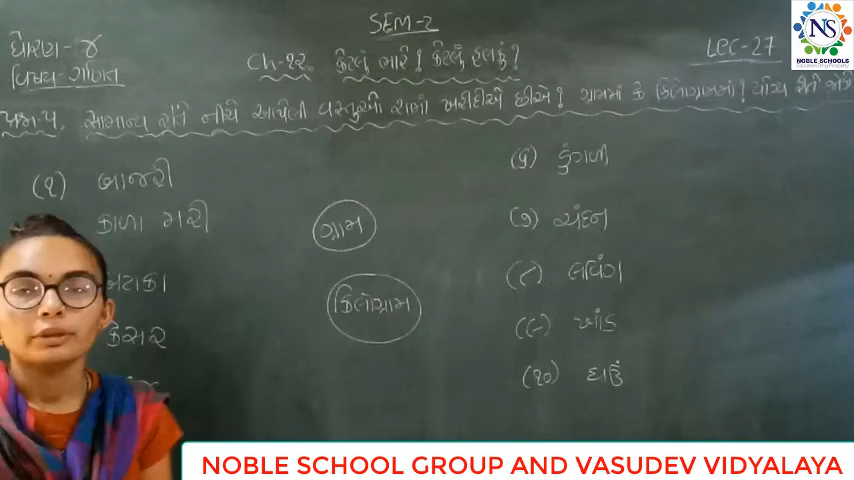 SEM-2
ધોરણ-૪
વિષય-ગણિત
Ch-૧૨. કેટલું ભારે! કેટલું હલકું!
LEC-27
NS
NOBLE SCHOOLS
પ્રશ્ન-૫. સામાન્ય રીતે નીચે આપેલી વસ્તુઓ શામાં ખરીદીએ છીએ? ગ્રામમાં કે કિલોગ્રામમાં? યોગ્ય રીતે જોડો
(૧) બાજરી
કાળા મરી
બટાકા
કેસર
ગ્રામ
કિલોગ્રામ
(૬) ડુંગળી
(૭) ચંદન
(૮) લવિંગ
(૯) ખાંડ
(૧૦) ઘઉં
NOBLE SCHOOL GROUP AND VASUDEV VIDYALAYA